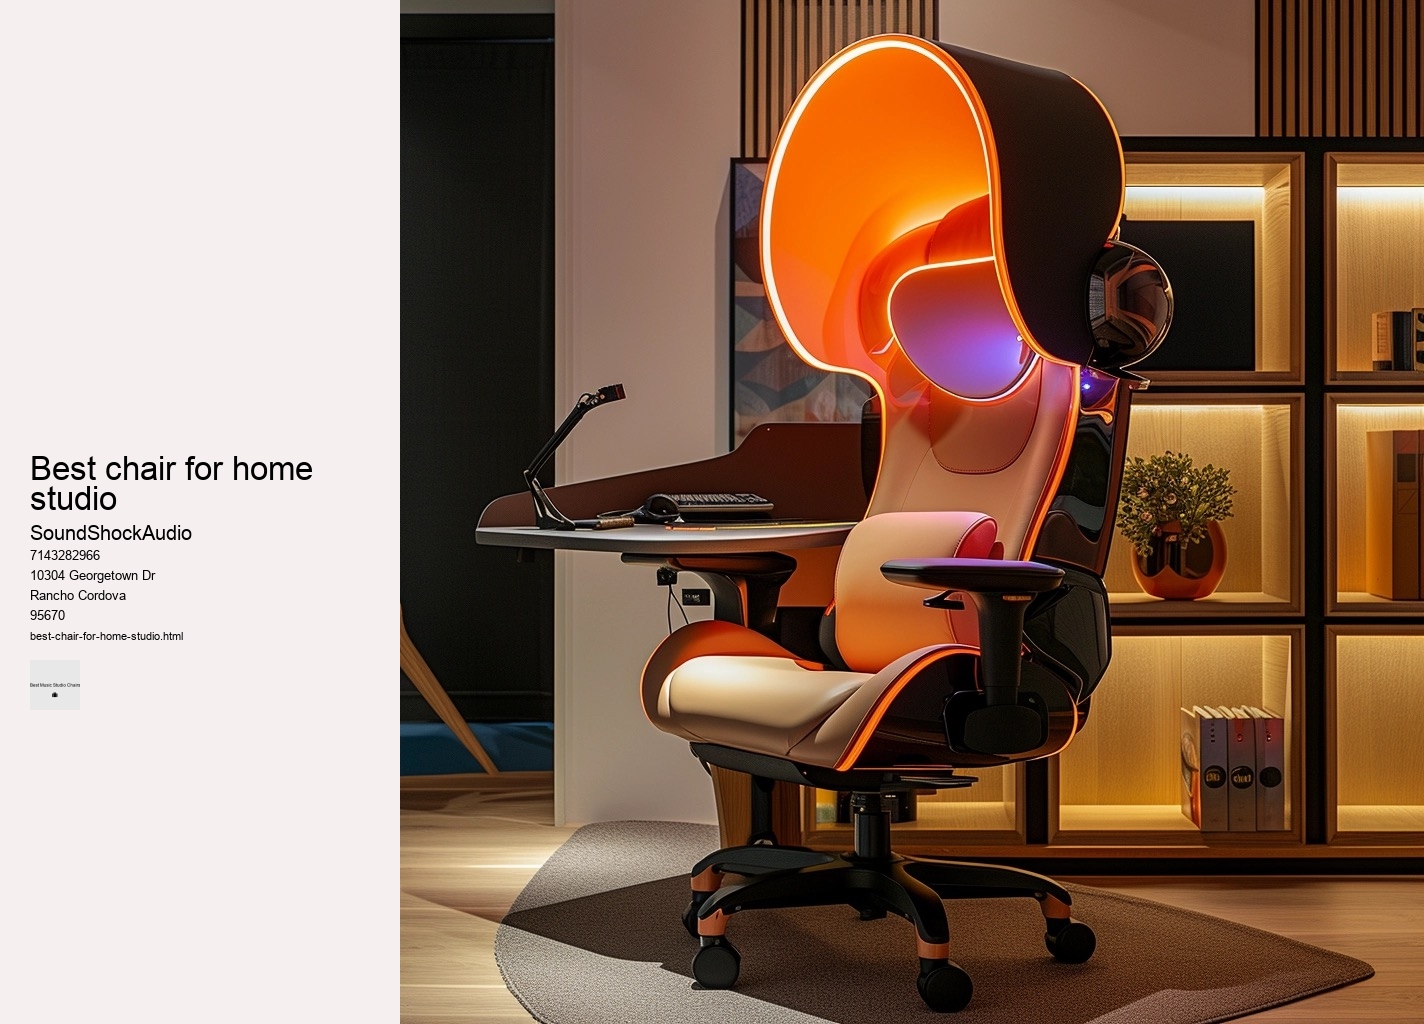 Best chair for home
studio
SoundShockAudio
7143282966
10304 Georgetown Dr
Rancho Cordova
95670
best-chair-for-home-studio.html
Best Music Studio Chairs